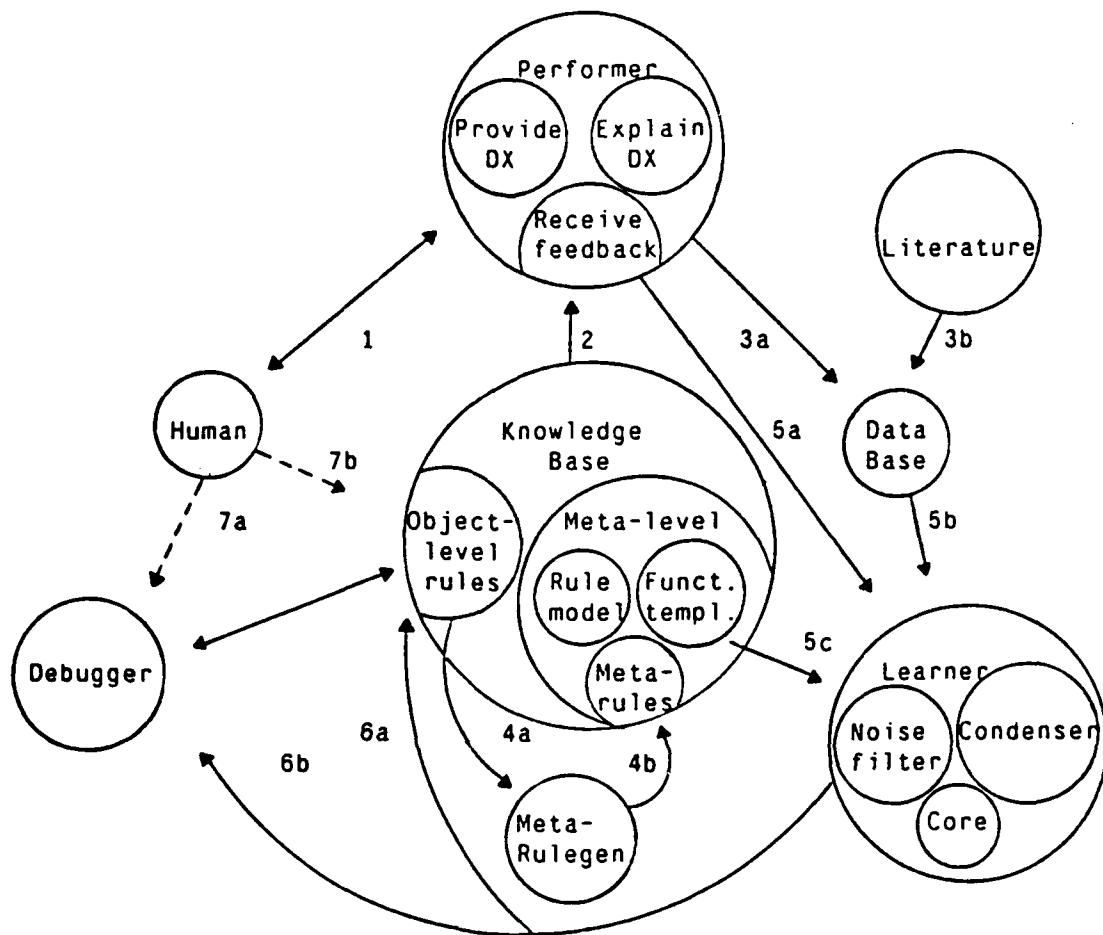 Performer
Provide
DX
Explain
DX
Receive
feedback
Literature
1
2
3a
3b
Human
7b
7a
Knowledge
Base
5a
Data
Base
5b
Object-
level
rules
Meta-level
Rule
model
Funct.
templ.
Meta-
rules
5c
Debugger
Learner
Noise
filter
Condenser
Core
6b
6a
4a
4b
Meta-
Rulegen